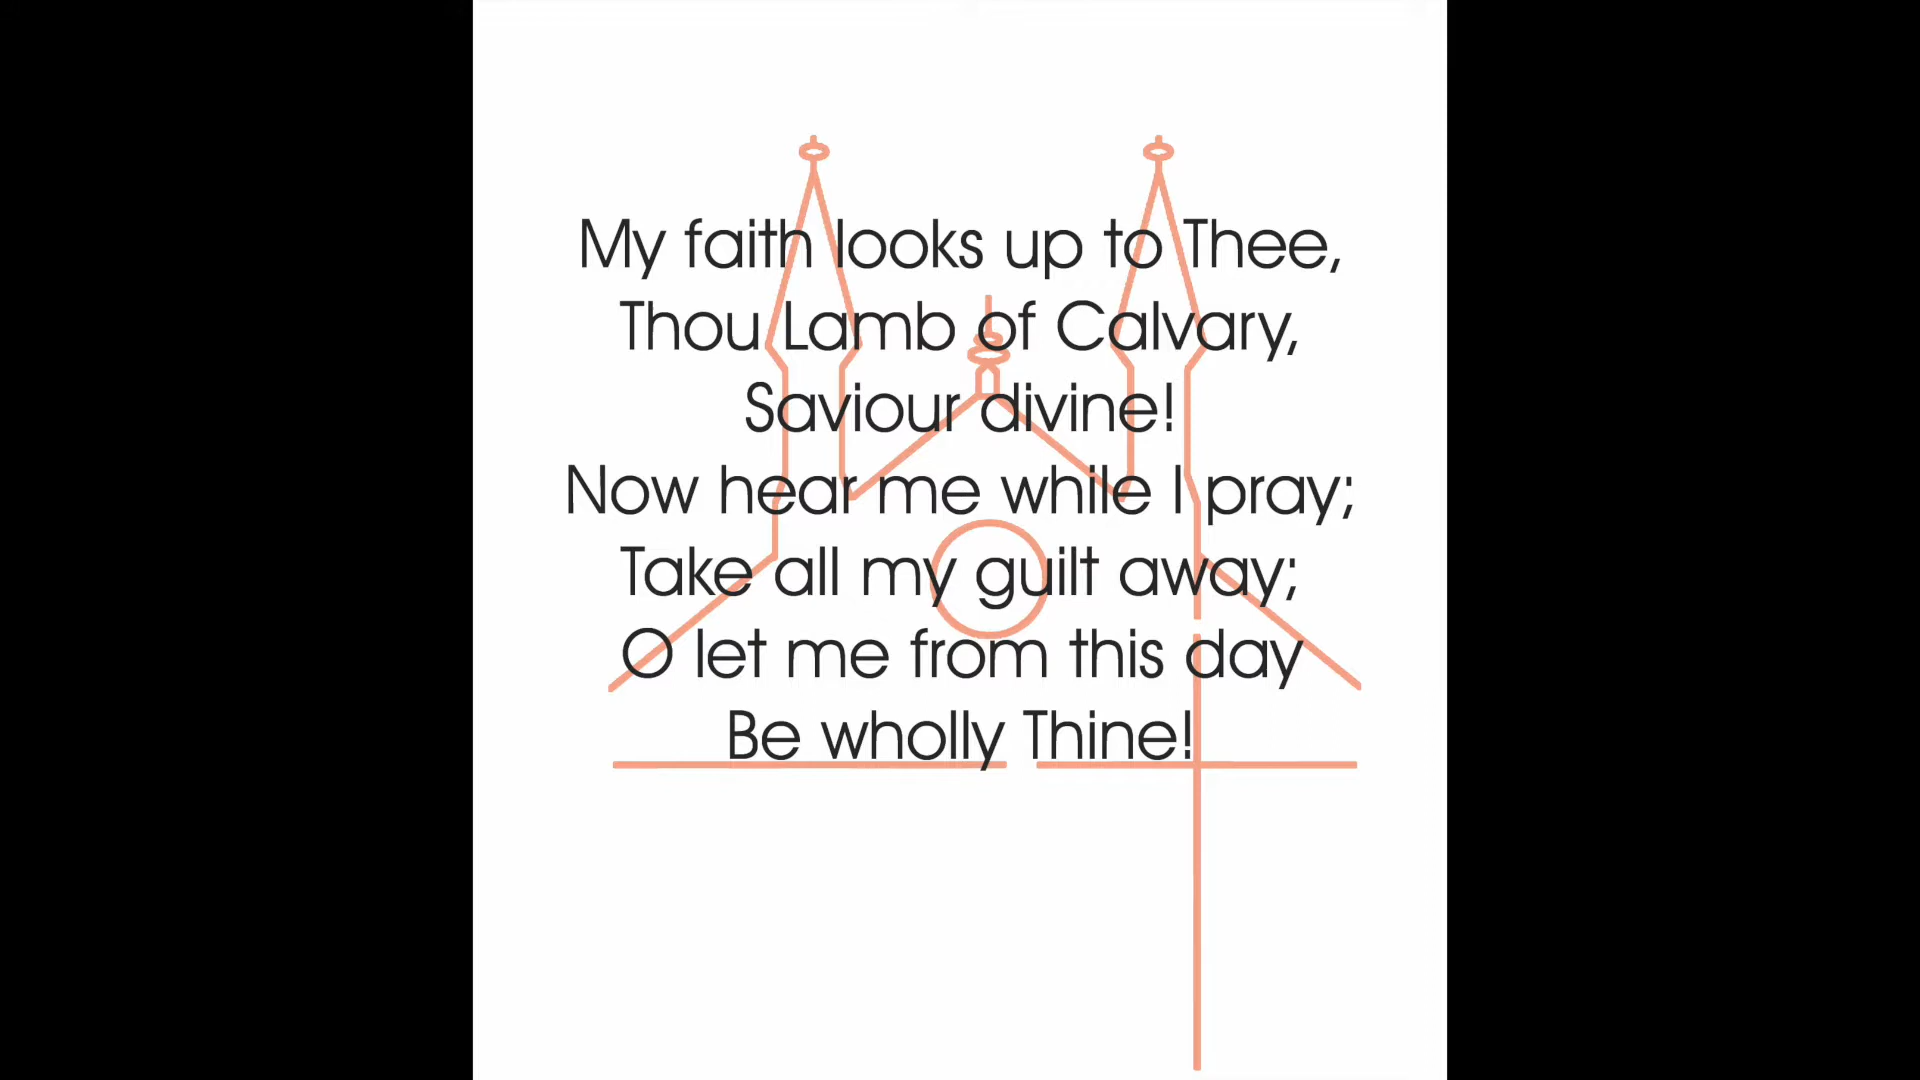 My faith looks up to Thee,
Thou Lamb of Calvary,
Saviour divine!
Now hear me while I pray;
Take all my guilt away;
O let me from this day
Be wholly Thine!